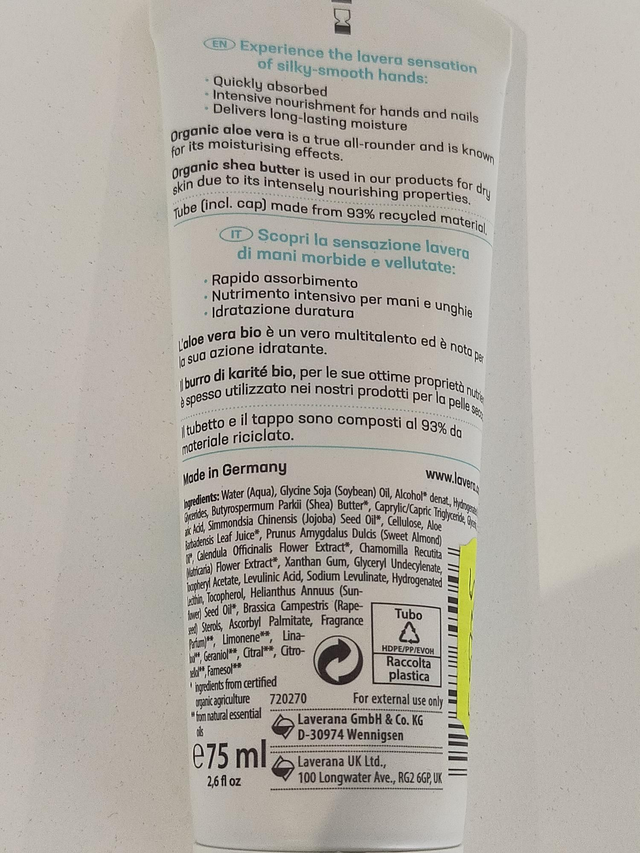 EN Experience the lavera sensation
of silky-smooth hands:
• Quickly absorbed
• Intensive nourishment for hands and nails
• Delivers long-lasting moisture
Organic aloe vera is a true all-rounder and is known
for its moisturising effects.
Organic shea butter is used in our products for dry
skin due to its intensely nourishing properties.
Tube (incl. cap) made from 93% recycled material.
IT Scopri la sensazione lavera
di mani morbide e vellutate:
• Rapido assorbimento
• Nutrimento intensivo per mani e unghie
• Idratazione duratura
L'aloe vera bio è un vero multitalento ed è nota per
la sua azione idratante.
Il burro di karité bio, per le sue ottime proprietà
è spesso utilizzato nei nostri prodotti per la pelle
Il tubetto e il tappo sono composti al 93% da
materiale riciclato.
Made in Germany
www.lavera
Ingredients: Water (Aqua), Glycine Soja (Soybean) Oil, Alcohol* denat.,
Glycerides, Butyrospermum Parkii (Shea) Butter*, Caprylic/Capric Triglyceride,
Acid, Simmondsia Chinensis (Jojoba) Seed Oil*, Cellulose, Aloe
Barbadensis Leaf Juice*, Prunus Amygdalus Dulcis (Sweet Almond)
Oil*, Calendula Officinalis Flower Extract*, Chamomilla Recutita
(Matricaria) Flower Extract*, Xanthan Gum, Glyceryl Undecylenate,
Tocopheryl Acetate, Levulinic Acid, Sodium Levulinate, Hydrogenated
Lecithin, Tocopherol, Helianthus Annuus (Sun-
flower) Seed Oil*, Brassica Campestris (Rape-
seed) Sterols, Ascorbyl Palmitate, Fragrance
(Parfum)**, Limonene**, Lina-
lool**, Geraniol**, Citral**, Citro-
nellol**, Farnesol**
* ingredients from certified
organic agriculture
** from natural essential
oils
Tubo
HDPE/PP/EVOH
Raccolta
plastica
720270 For external use only
Laverana GmbH & Co. KG
D-30974 Wennigsen
Laverana UK Ltd.,
100 Longwater Ave., RG2 6GP, UK
e 75 ml
2,6 fl oz